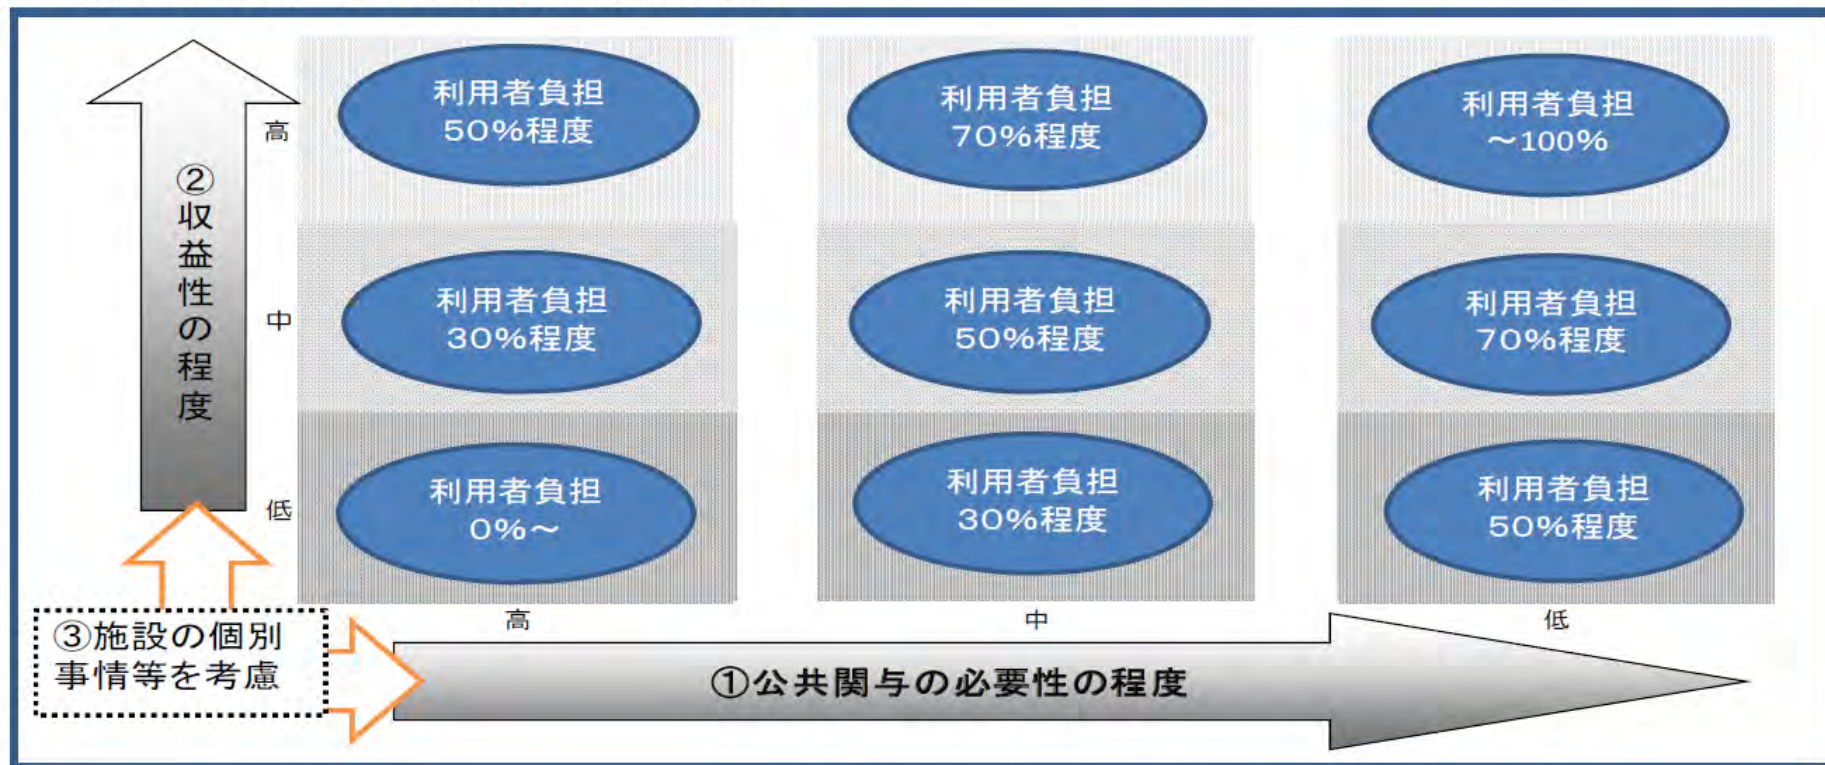 利用者負担
50%程度
利用者負担
70%程度
利用者負担
～100%
高
②収益性の程度
利用者負担
30%程度
利用者負担
50%程度
利用者負担
70%程度
中
利用者負担
0%～
利用者負担
30%程度
利用者負担
50%程度
低
高
中
低
③施設の個別
事情等を考慮
①公共関与の必要性の程度